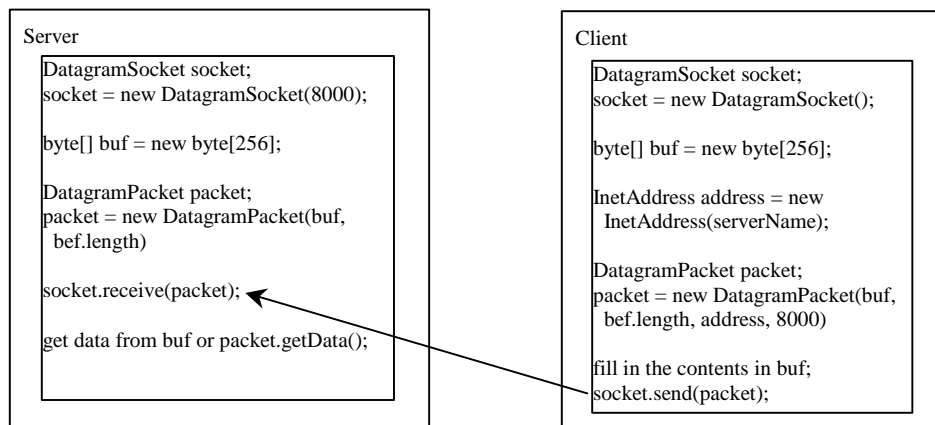 Server
DatagramSocket socket;
socket = new DatagramSocket(8000);
byte[] buf = new byte[256];
DatagramPacket packet;
packet = new DatagramPacket(buf,
bef.length)
socket.receive(packet);
get data from buf or packet.getData();
Client
DatagramSocket socket;
socket = new DatagramSocket();
byte[] buf = new byte[256];
InetAddress address = new
InetAddress(serverName);
DatagramPacket packet;
packet = new DatagramPacket(buf,
bef.length, address, 8000)
fill in the contents in buf;
socket.send(packet);